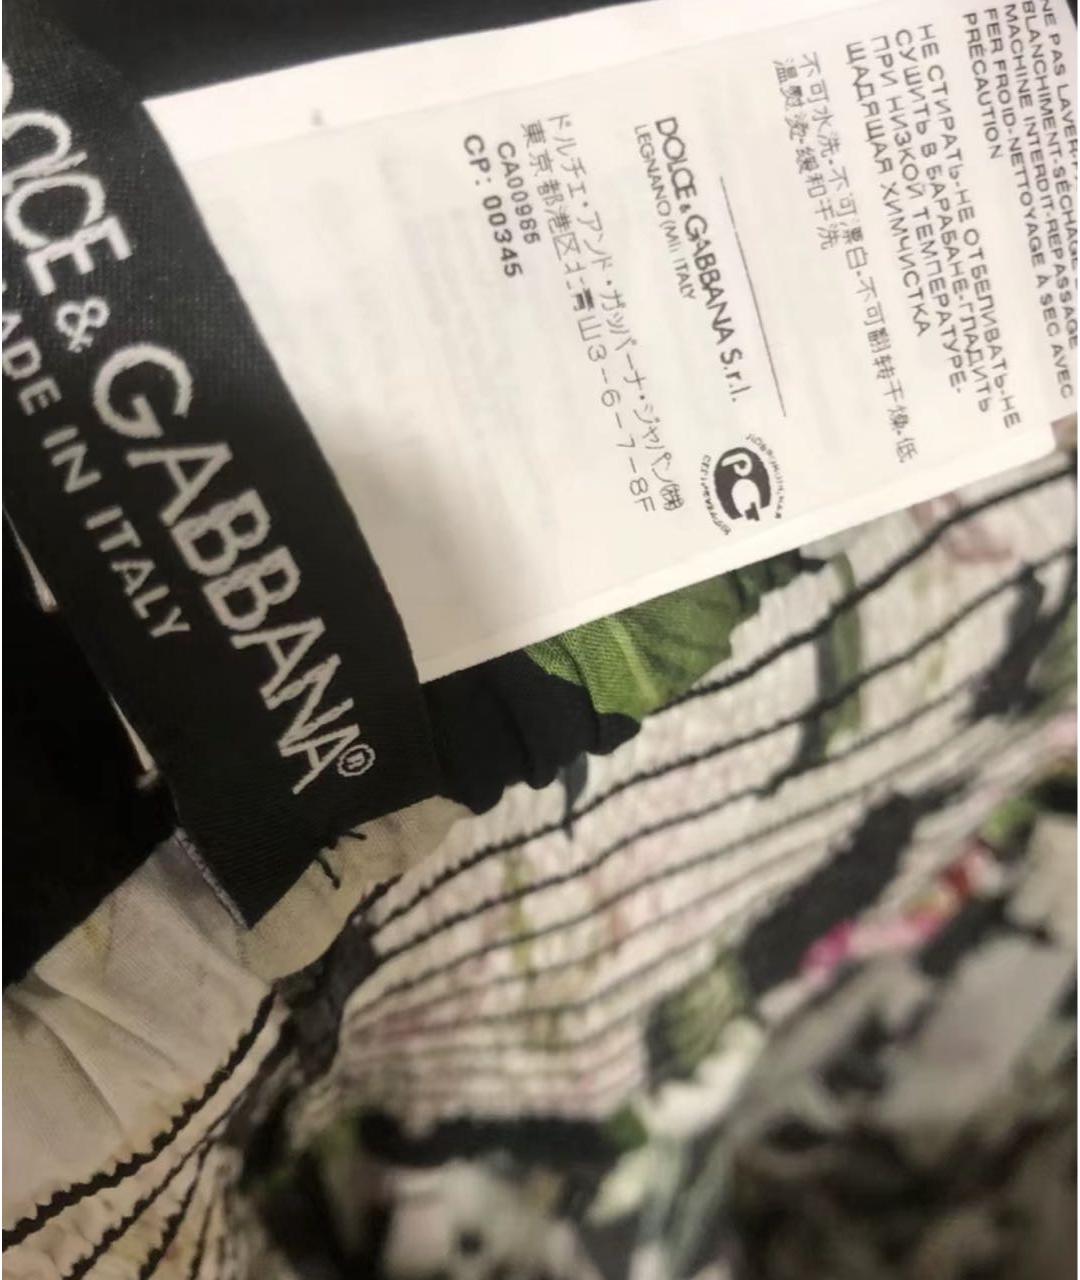 & GABBANA®
MADE IN ITALY
NE PAS LAVER
BLANCHIMENT-SÉCHAGE
MACHINE INTERDIT-REPASSAGE
FER FROID-NETTOYAGE À SEC AVEC
PRÉCAUTION
НЕ СТИРАТЬ-НЕ ОТБЕЛИВАТЬ-НЕ
СУШИТЬ В БАРАБАНЕ-ГЛАДИТЬ
ПРИ НИЗКОЙ ТЕМПЕРАТУРЕ-
ЩАДЯЩАЯ ХИМЧИСТКА
不可水洗-不可漂白-不可翻转干燥-低
温熨烫-缓和干洗
DOLCE & GABBANA S.r.l.
LEGNANO (MI) ITALY
РСТ
ドルチェ・アンド・ガッバーナ・ジャパン㈱
東京都港区北青山3-6-7-8F
CA00965
CP: 00345